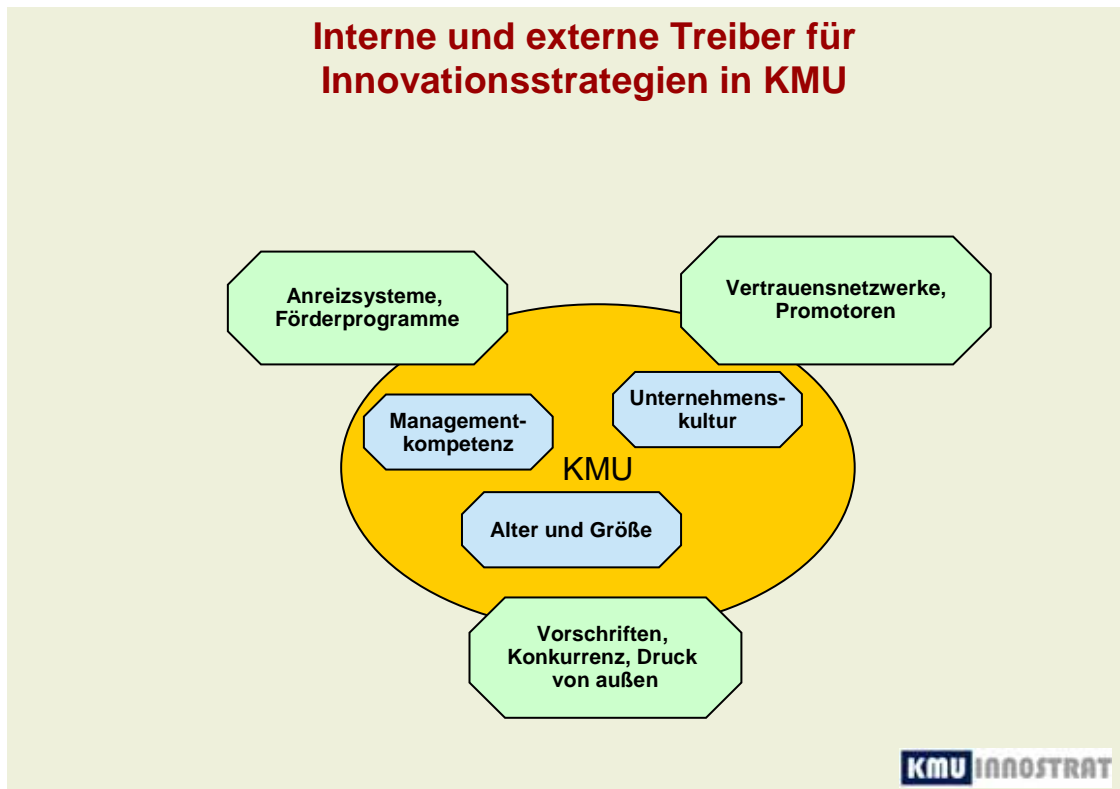 Interne und externe Treiber für
Innovationsstrategien in KMU
Anreizsysteme,
Förderprogramme
Vertrauensnetzwerke,
Promotoren
Management-
kompetenz
Unternehmens-
kultur
KMU
Alter und Größe
Vorschriften,
Konkurrenz, Druck
von außen
KMU INNOSTRAT